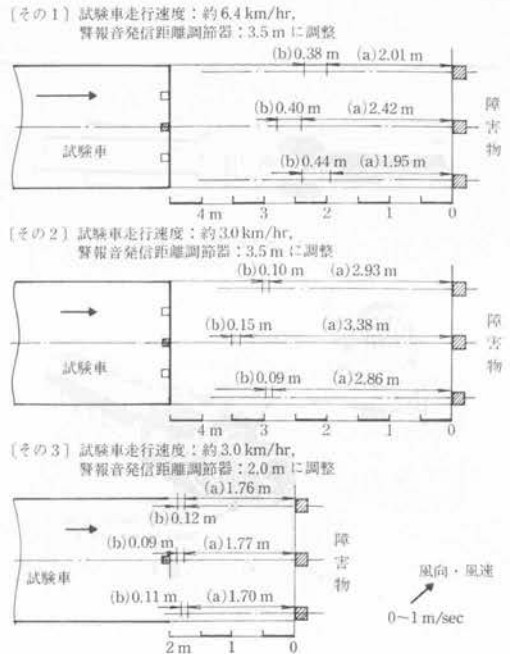 〔その1〕試験車走行速度：約6.4 km/hr,
警報音発信距離調節器：3.5 m に調整
(b)0.38 m (a)2.01 m
(b)0.40 m (a)2.42 m
(b)0.44 m (a)1.95 m
試験車
障害物
4 m 3 2 1 0
〔その2〕試験車走行速度：約3.0 km/hr,
警報音発信距離調節器：3.5 m に調整
(b)0.10 m (a)2.93 m
(b)0.15 m (a)3.38 m
(b)0.09 m (a)2.86 m
試験車
障害物
4 m 3 2 1 0
〔その3〕試験車走行速度：約3.0 km/hr,
警報音発信距離調節器：2.0 m に調整
(a)1.76 m
(b)0.12 m
(b)0.09 m (a)1.77 m
(b)0.11 m (a)1.70 m
試験車
障害物
2 m 1 0
風向・風速
0～1 m/sec